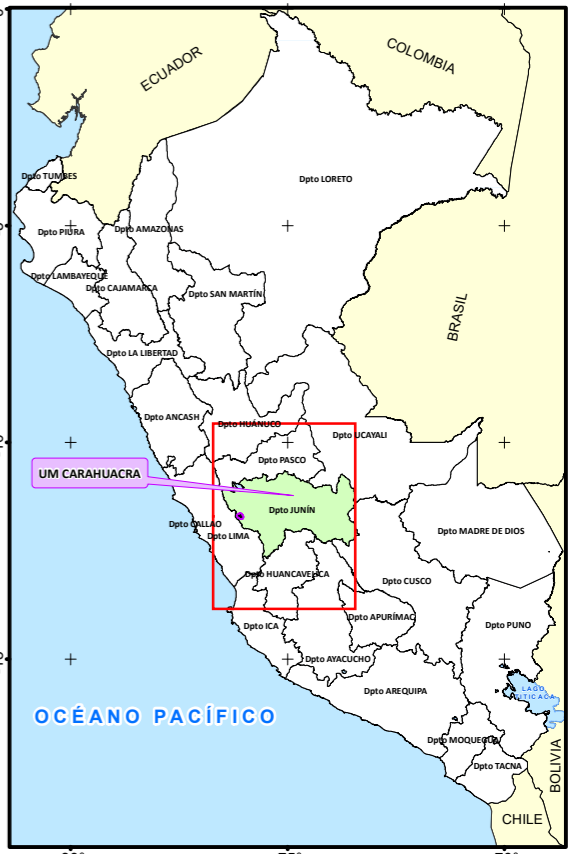 ECUADOR
COLOMBIA
Dpto TUMBES
Dpto LORETO
Dpto PIURA
Dpto AMAZONAS
Dpto LAMBAYEQUE
Dpto CAJAMARCA
Dpto SAN MARTÍN
BRASIL
Dpto LA LIBERTAD
Dpto ANCASH
Dpto HUÁNUCO
Dpto UCAYALI
Dpto PASCO
UM CARAHUACRA
Dpto JUNÍN
Dpto CALLAO
Dpto LIMA
Dpto MADRE DE DIOS
Dpto HUANCAVELICA
Dpto CUSCO
Dpto ICA
Dpto APURÍMAC
Dpto PUNO
Dpto AYACUCHO
Dpto AREQUIPA
LAGO
TITICACA
OCÉANO PACÍFICO
Dpto MOQUEGUA
Dpto TACNA
BOLIVIA
CHILE